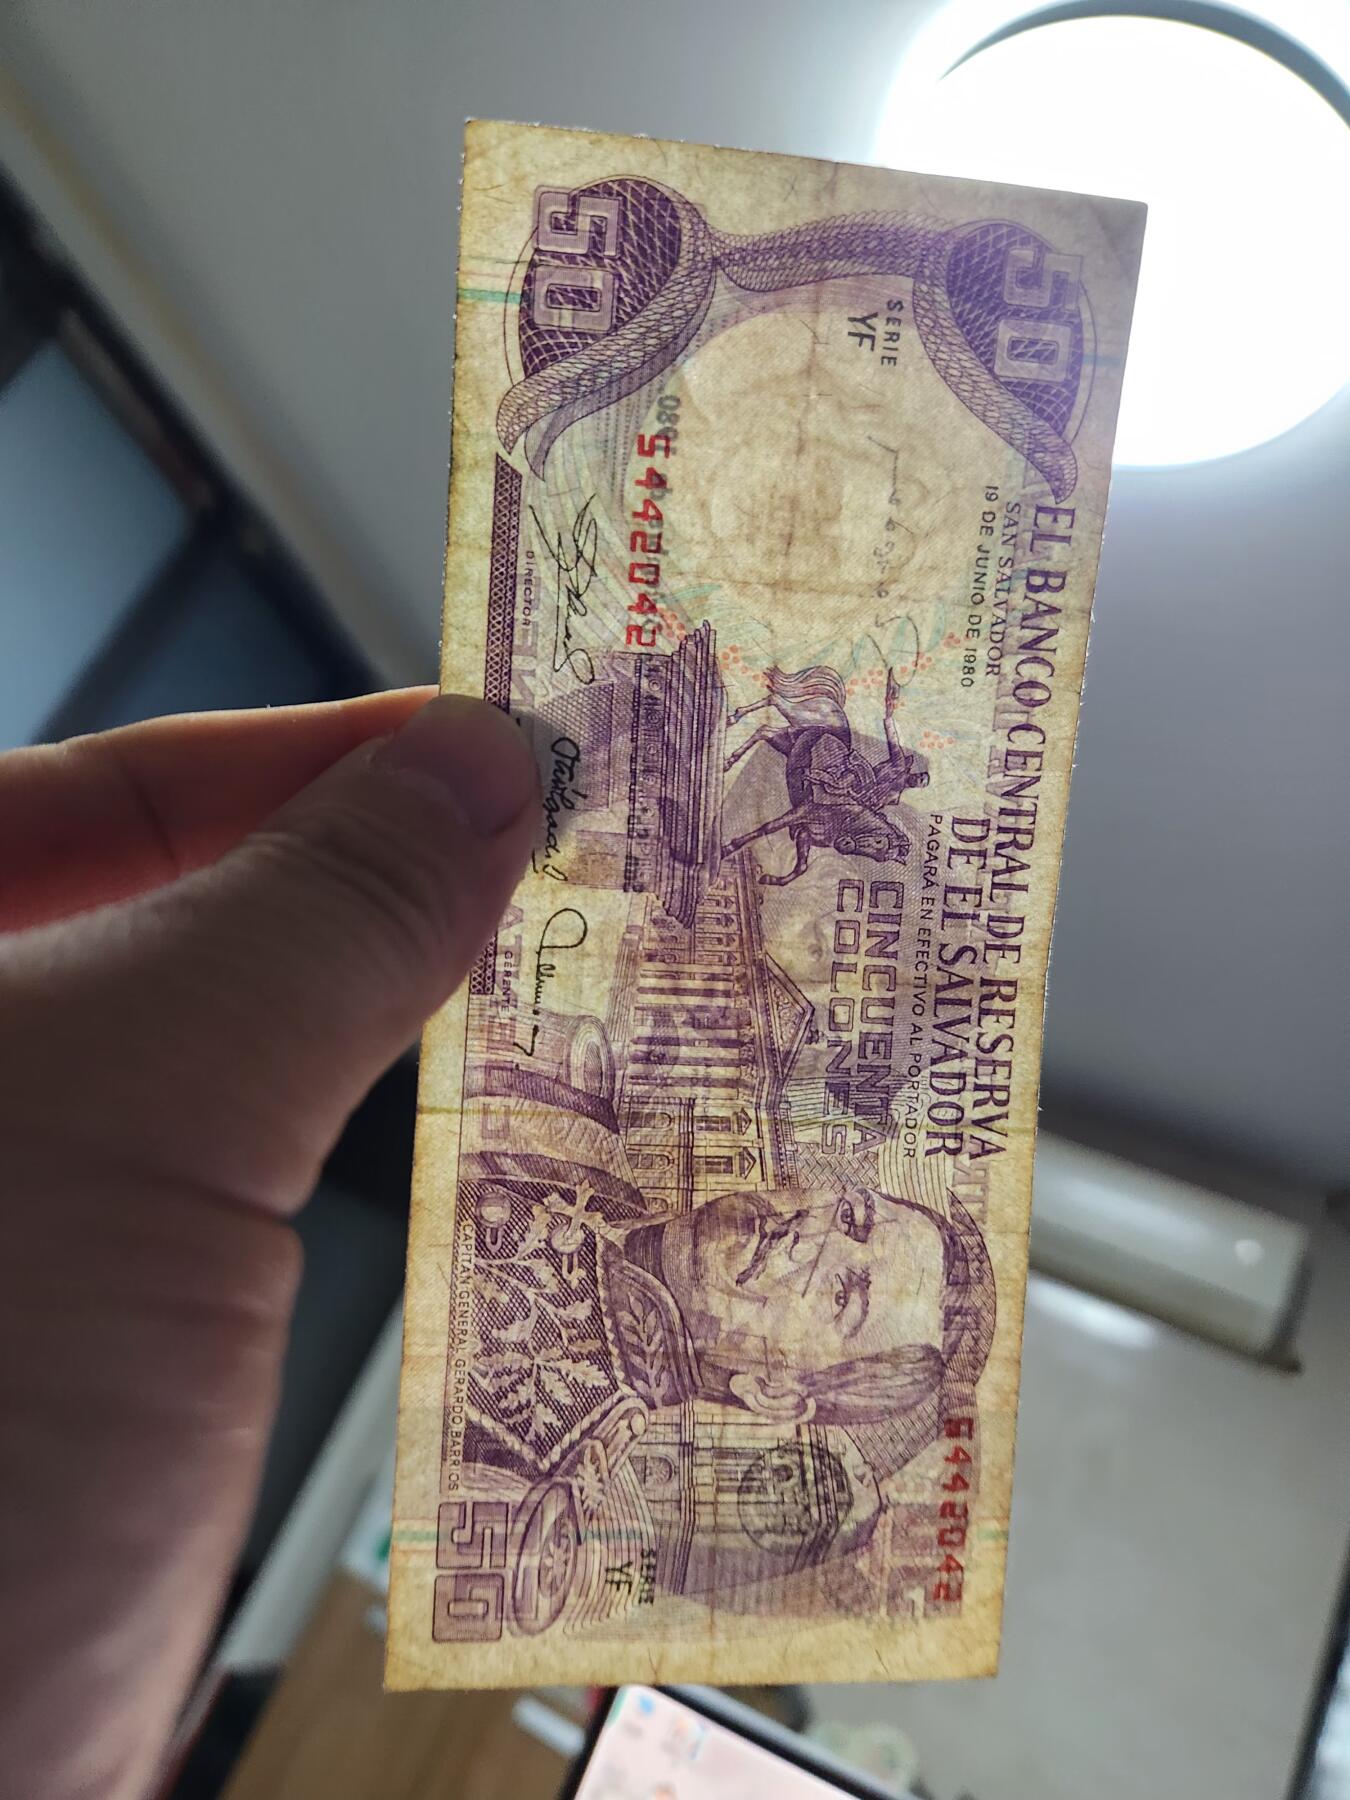 50
50
SERIE
YF
EL BANCO CENTRAL DE RESERVA
DE EL SALVADOR
SAN SALVADOR
19 DE JUNIO DE 1980
PAGARÁ EN EFECTIVO AL PORTADOR
CINCUENTA
COLONES
5442042
5442042
DIRECTOR
GERENTE
SERIE
YF
CAPITAN GENERAL GERARDO BARRIOS
50